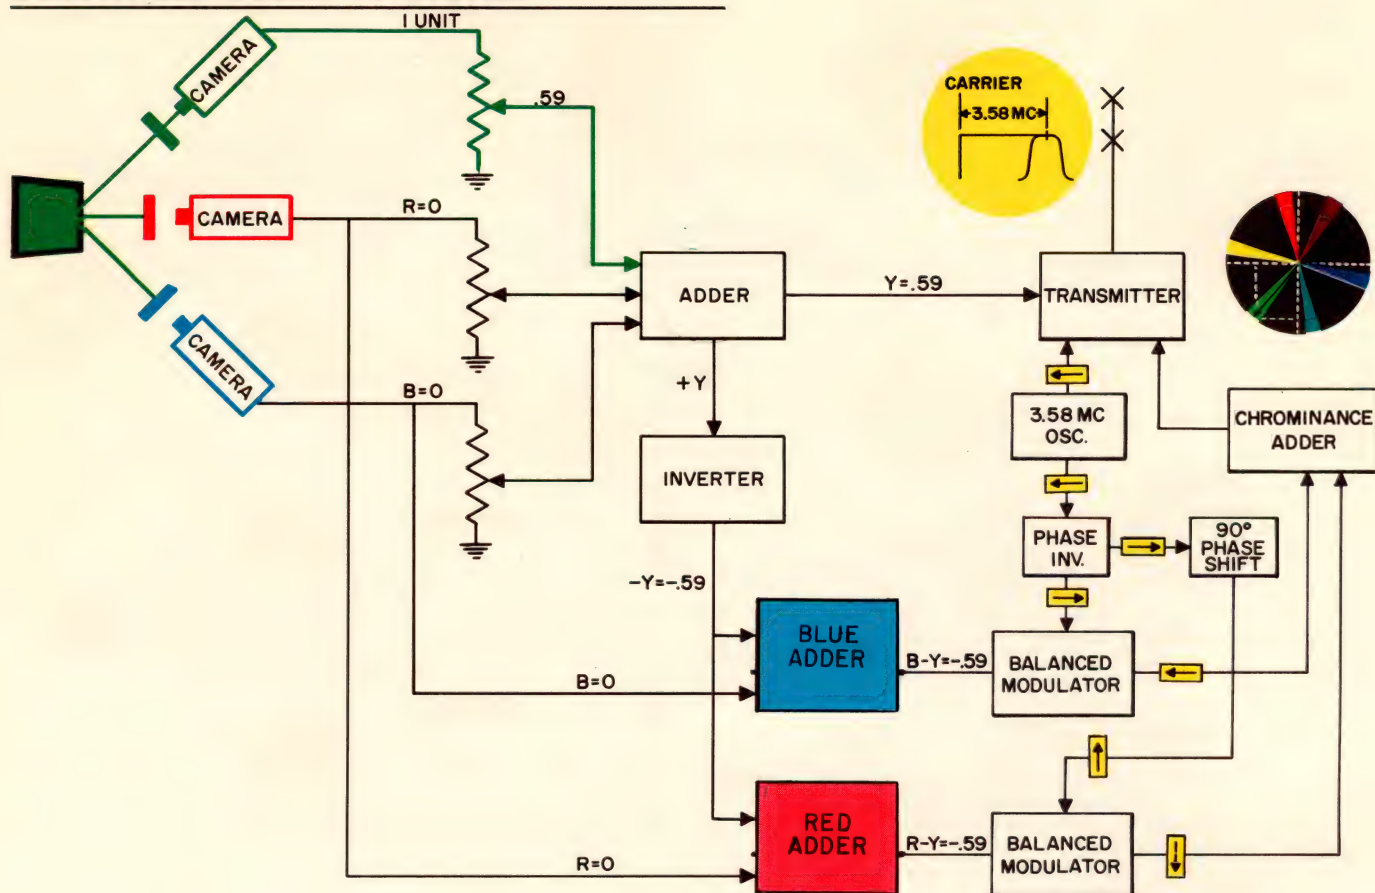 1 UNIT
CAMERA
.59
CARRIER
3.58 MC
CAMERA
R=0
ADDER
Y=.59
TRANSMITTER
CAMERA
B=0
+Y
3.58 MC
OSC.
CHROMINANCE
ADDER
INVERTER
PHASE
INV.
90°
PHASE
SHIFT
-Y=-.59
BLUE
ADDER
B-Y=-.59
BALANCED
MODULATOR
B=0
RED
ADDER
R-Y=-.59
BALANCED
MODULATOR
R=0